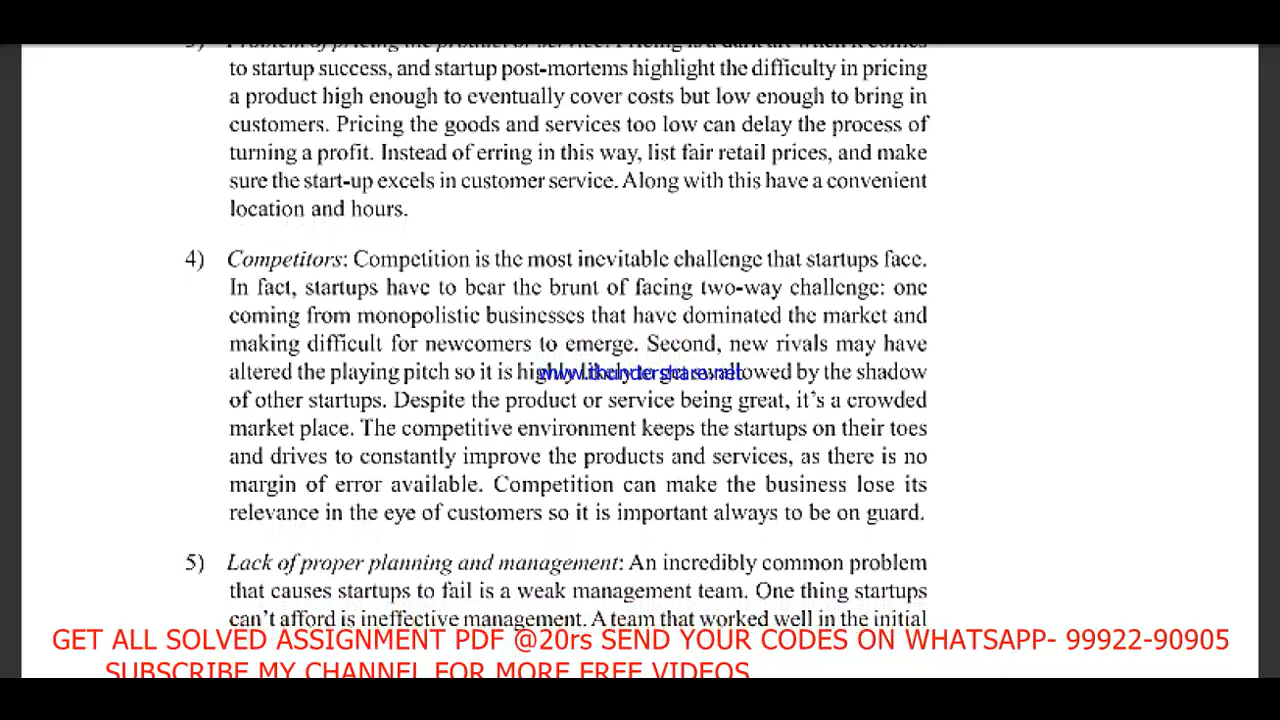 3) Problem of pricing the product or service: Pricing is a dark art when it comes
to startup success, and startup post-mortems highlight the difficulty in pricing
a product high enough to eventually cover costs but low enough to bring in
customers. Pricing the goods and services too low can delay the process of
turning a profit. Instead of erring in this way, list fair retail prices, and make
sure the start-up excels in customer service. Along with this have a convenient
location and hours.
4) Competitors: Competition is the most inevitable challenge that startups face.
In fact, startups have to bear the brunt of facing two-way challenge: one
coming from monopolistic businesses that have dominated the market and
making difficult for newcomers to emerge. Second, new rivals may have
altered the playing pitch so it is highly likely swallowed by the shadow
www.thundershare.net
of other startups. Despite the product or service being great, it's a crowded
market place. The competitive environment keeps the startups on their toes
and drives to constantly improve the products and services, as there is no
margin of error available. Competition can make the business lose its
relevance in the eye of customers so it is important always to be on guard.
5) Lack of proper planning and management: An incredibly common problem
that causes startups to fail is a weak management team. One thing startups
can't afford is ineffective management. A team that worked well in the initial
GET ALL SOLVED ASSIGNMENT PDF @20rs SEND YOUR CODES ON WHATSAPP- 99922-90905
SUBSCRIBE MY CHANNEL FOR MORE FREE VIDEOS